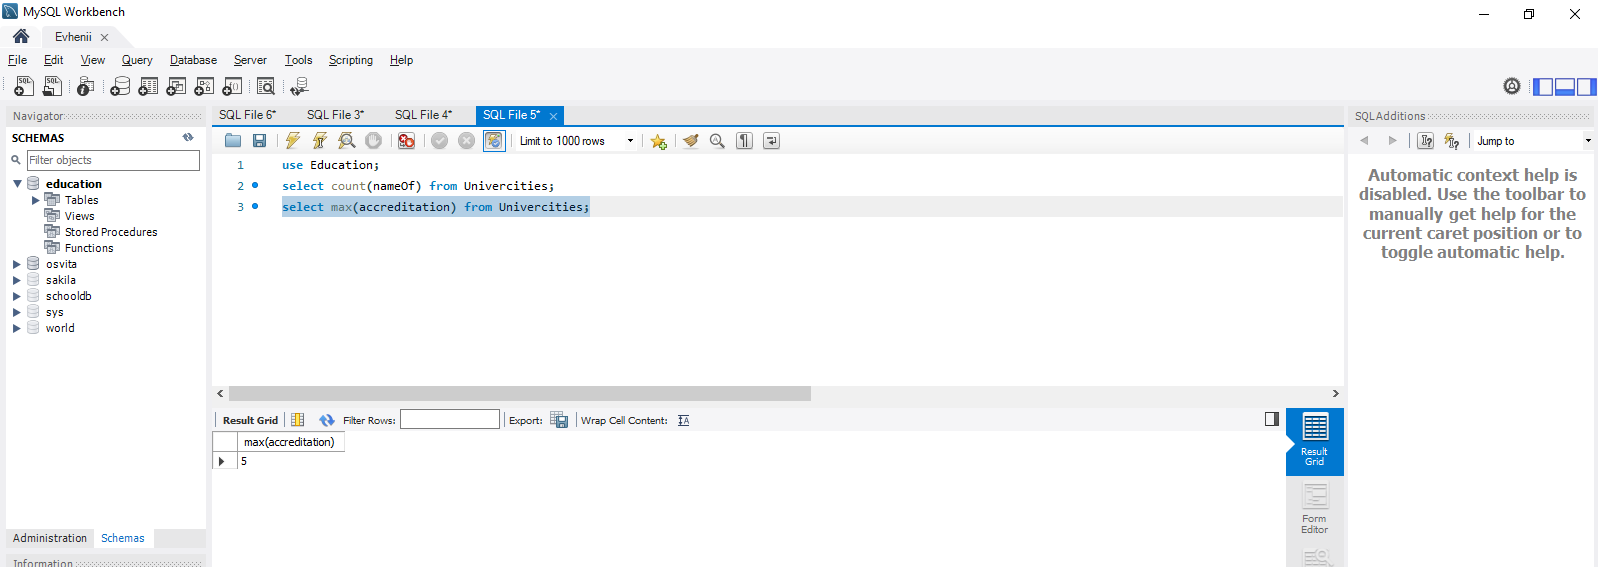 MySQL Workbench
Evhenii
File Edit View Query Database Server Tools Scripting Help
Navigator
SCHEMAS
Filter objects
education
Tables
Views
Stored Procedures
Functions
osvita
sakila
schooldb
sys
world
Administration Schemas
Information
SQL File 6* SQL File 3* SQL File 4* SQL File 5*
Limit to 1000 rows
1 use Education;
2 select count(nameOf) from Univercities;
3 select max(accreditation) from Univercities;
Result Grid Filter Rows: Export: Wrap Cell Content:
max(accreditation)
5
Result
Grid
Form
Editor
SQLAdditions
Jump to
Automatic context help is
disabled. Use the toolbar to
manually get help for the
current caret position or to
toggle automatic help.